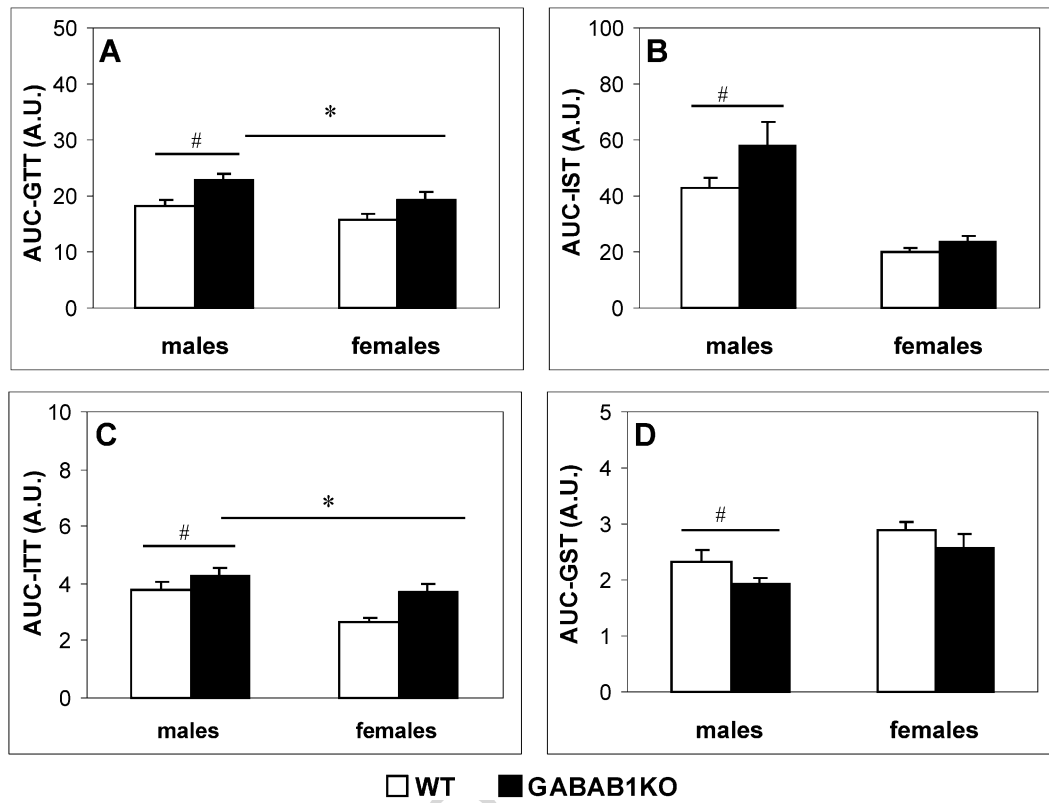 A
AUC-GTT (A.U.)
50
40
30
20
10
0
#
*
males
females
B
AUC-IST (A.U.)
100
80
60
40
20
0
#
males
females
C
AUC-ITT (A.U.)
10
8
6
4
2
0
#
*
males
females
D
AUC-GST (A.U.)
5
4
3
2
1
0
#
males
females
WT GABAB1KO